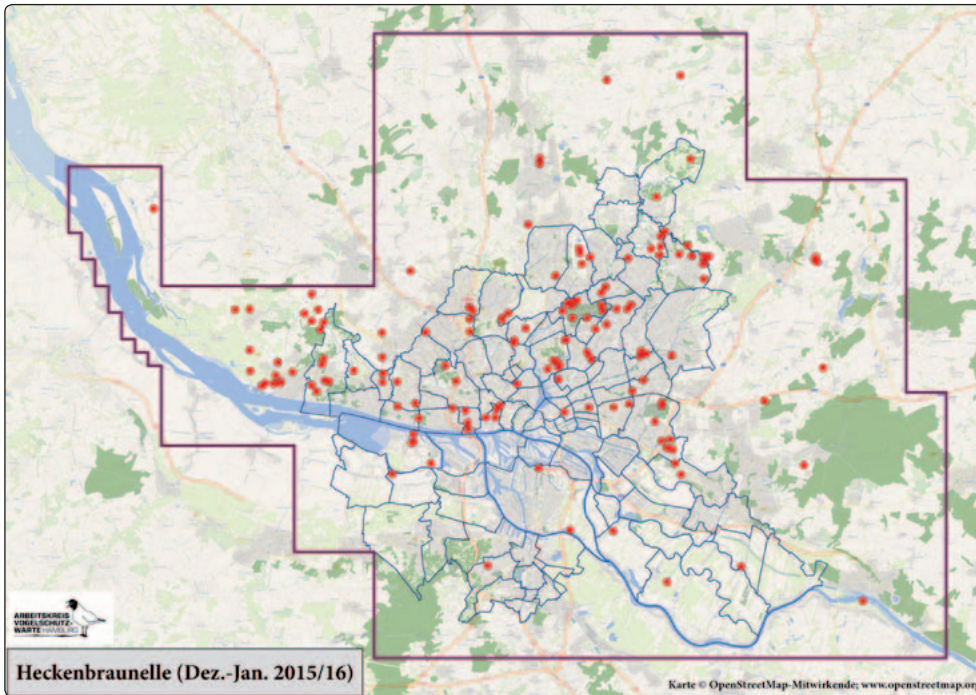 ARBEITSKREIS
VOGELSCHUTZ-
WARTE HAMBURG
Heckenbraunelle (Dez.-Jan. 2015/16)
Karte © OpenStreetMap-Mitwirkende; www.openstreetmap.org